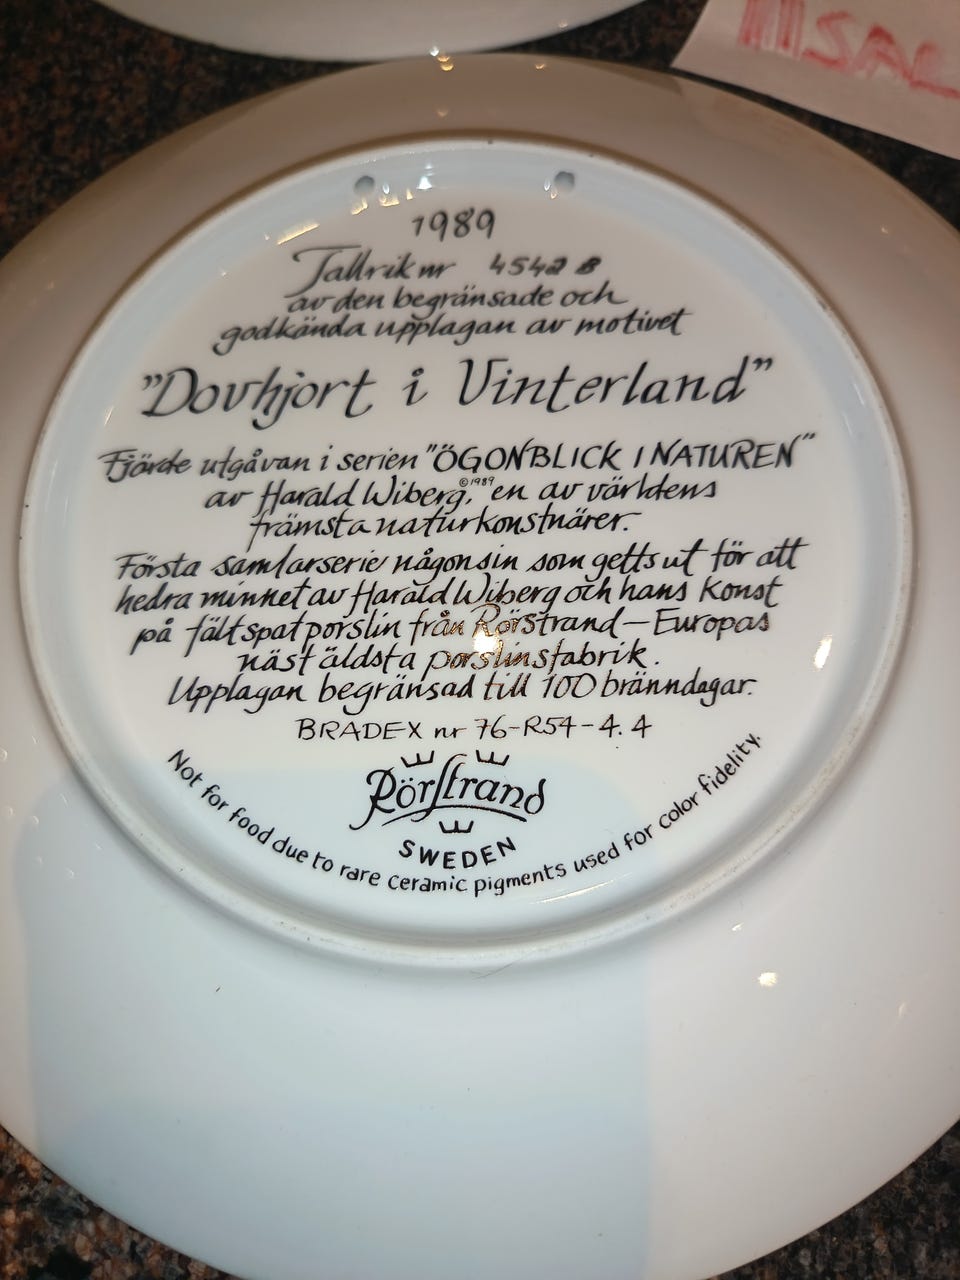 1989
Tallrik nr 4542 B
av den begränsade och
godkända upplagan av motivet
"Dovhjort i Vinterland"
Fjärde utgåvan i serien "ÖGONBLICK I NATUREN"
av Harald Wiberg, ©1989 en av världens
främsta naturkonstnärer.
Första samlarserie någonsin som getts ut för att
hedra minnet av Harald Wiberg och hans konst
på fältspatporslin från Rörstrand – Europas
näst äldsta porslinsfabrik.
Upplagan begränsad till 100 bränndagar.
BRADEX nr 76-R54-4.4
Rörstrand
SWEDEN
Not for food due to rare ceramic pigments used for color fidelity.